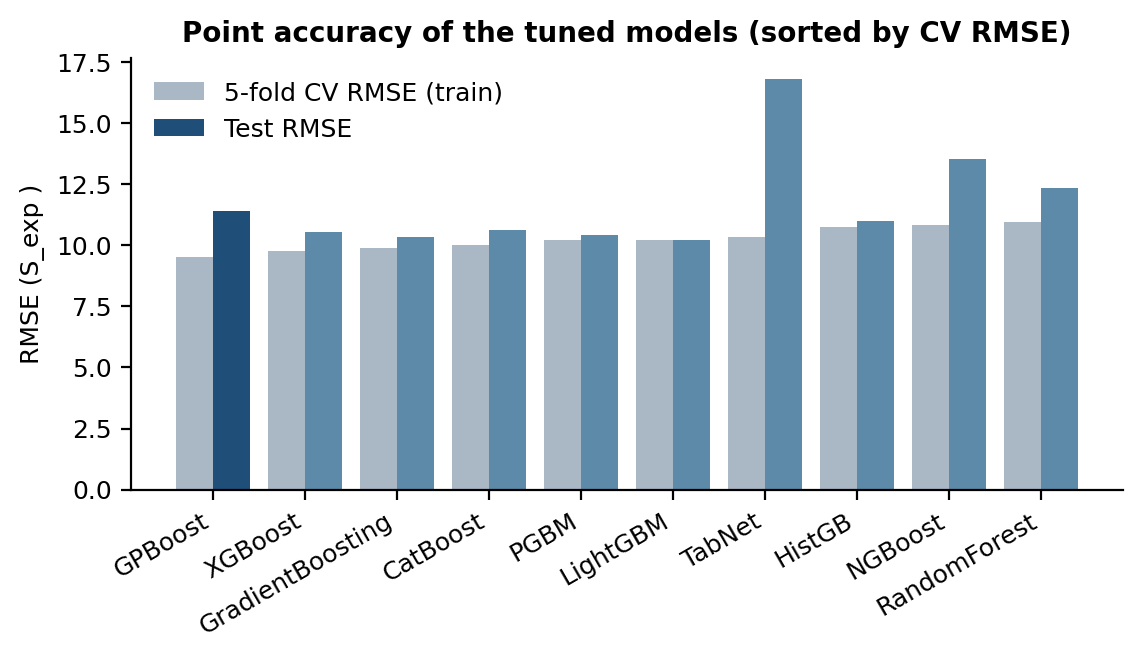 Point accuracy of the tuned models (sorted by CV RMSE)
5-fold CV RMSE (train)
Test RMSE
RMSE (S_exp )
17.5
15.0
12.5
10.0
7.5
5.0
2.5
0.0
GPBoost
XGBoost
GradientBoosting
CatBoost
PGBM
LightGBM
TabNet
HistGB
NGBoost
RandomForest